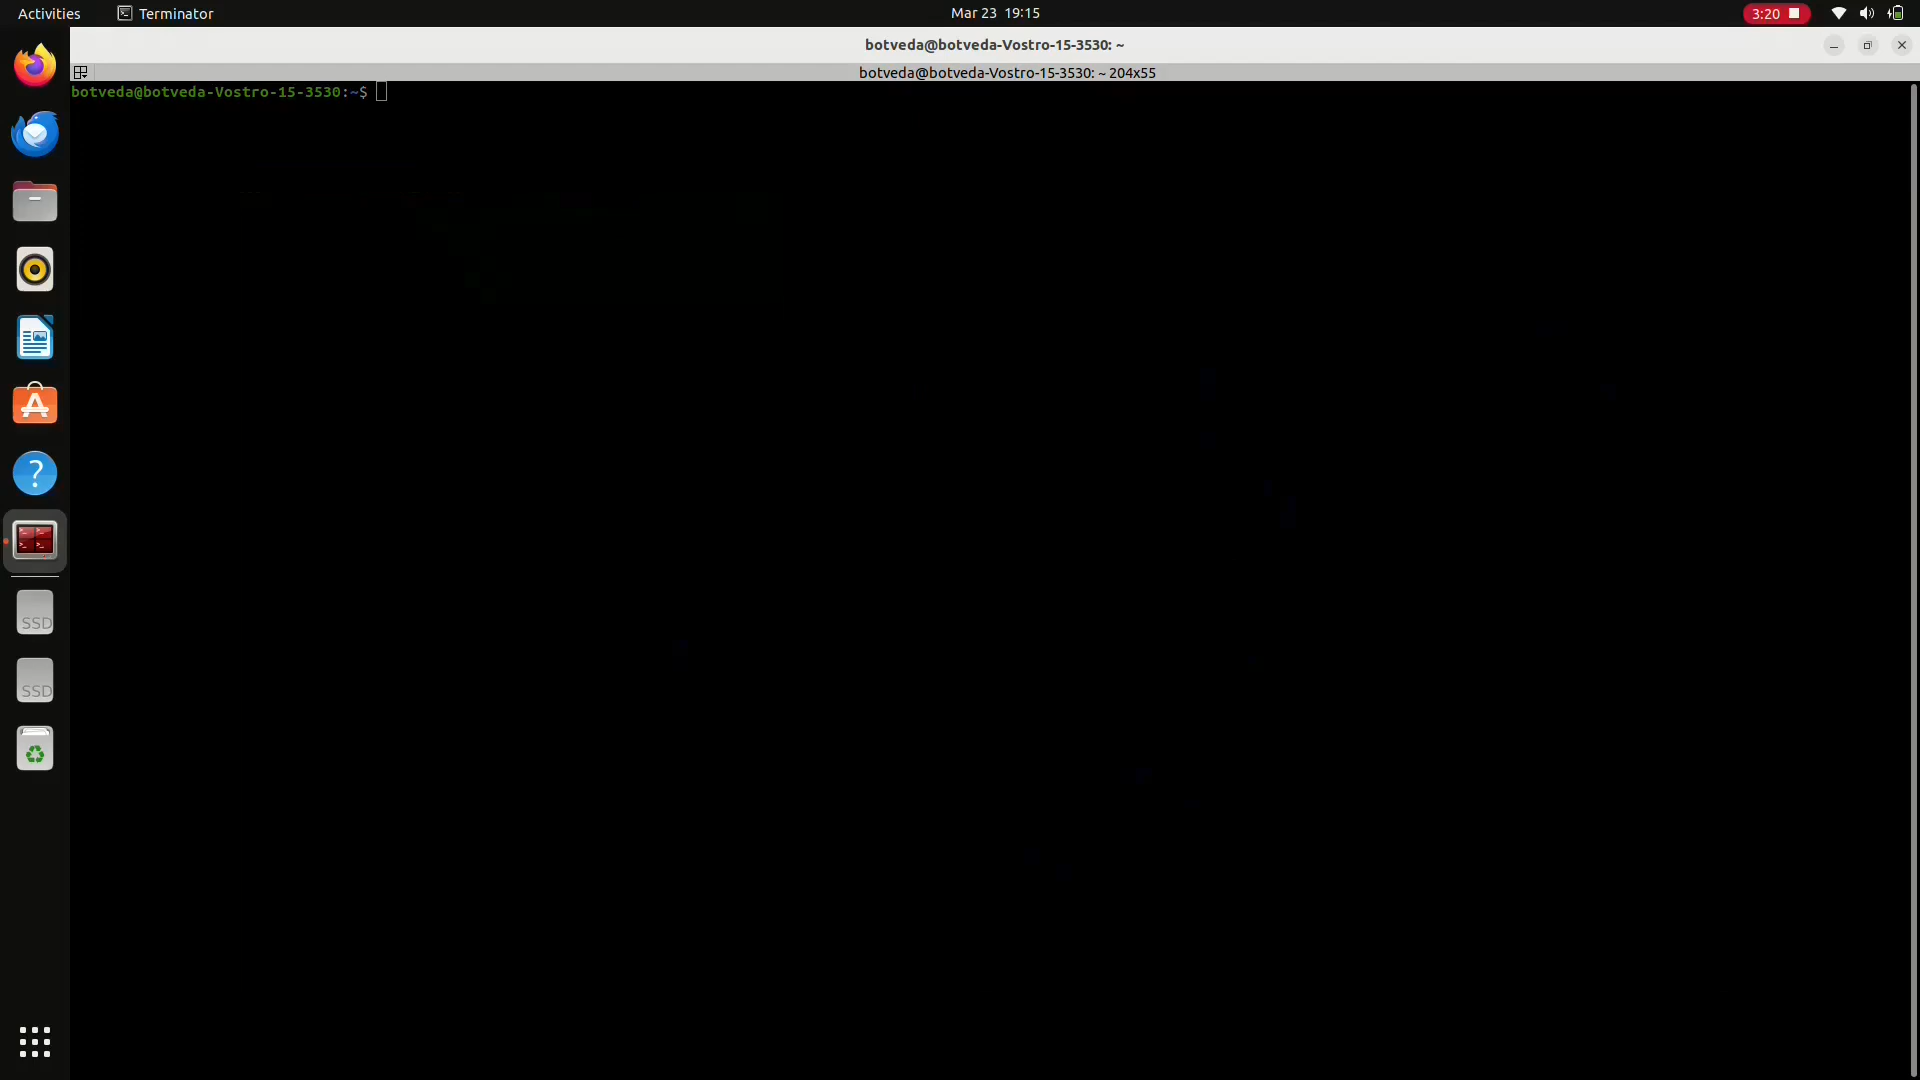 Activities Terminator Mar 23 19:15 3:20
botveda@botveda-Vostro-15-3530: ~
botveda@botveda-Vostro-15-3530: ~ 204x55
botveda@botveda-Vostro-15-3530:~$
SSD
SSD